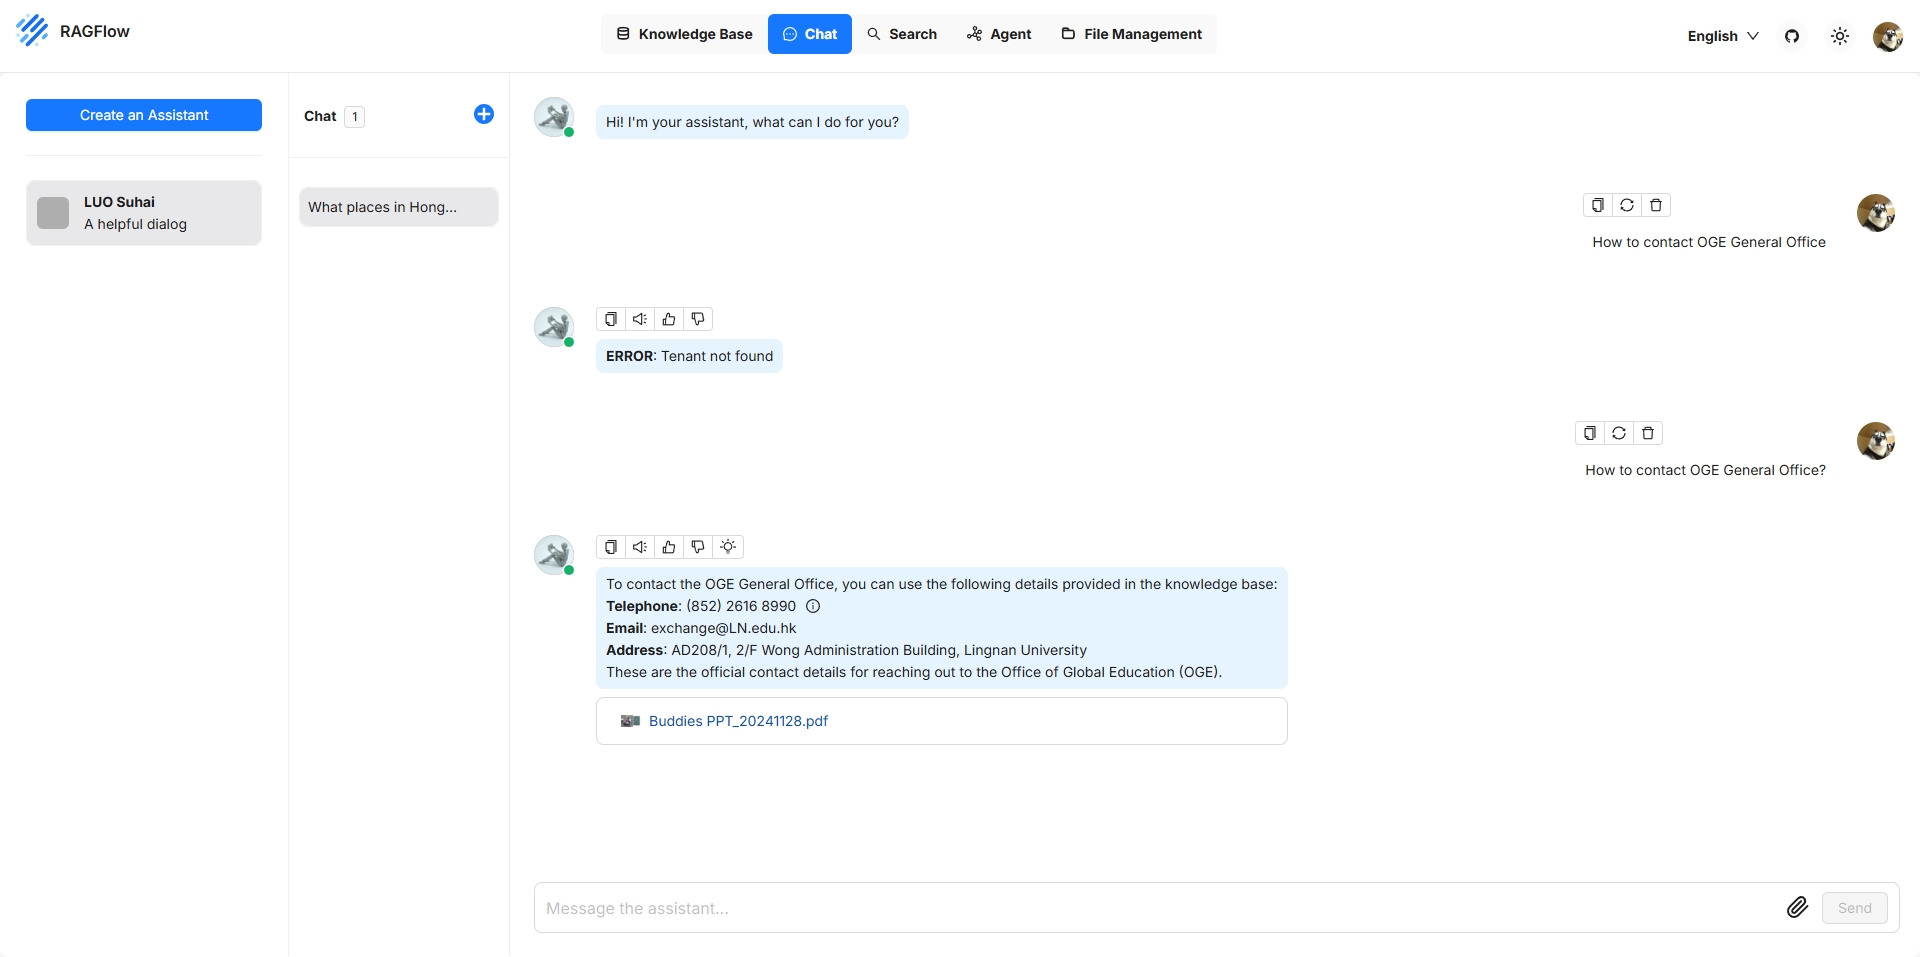 RAGFlow
Knowledge Base
Chat
Search
Agent
File Management
English
Create an Assistant
LUO Suhai
A helpful dialog
Chat 1
What places in Hong...
Hi! I'm your assistant, what can I do for you?
How to contact OGE General Office
ERROR: Tenant not found
How to contact OGE General Office?
To contact the OGE General Office, you can use the following details provided in the knowledge base:
Telephone: (852) 2616 8990
Email: exchange@LN.edu.hk
Address: AD208/1, 2/F Wong Administration Building, Lingnan University
These are the official contact details for reaching out to the Office of Global Education (OGE).
Buddies PPT_20241128.pdf
Message the assistant...
Send